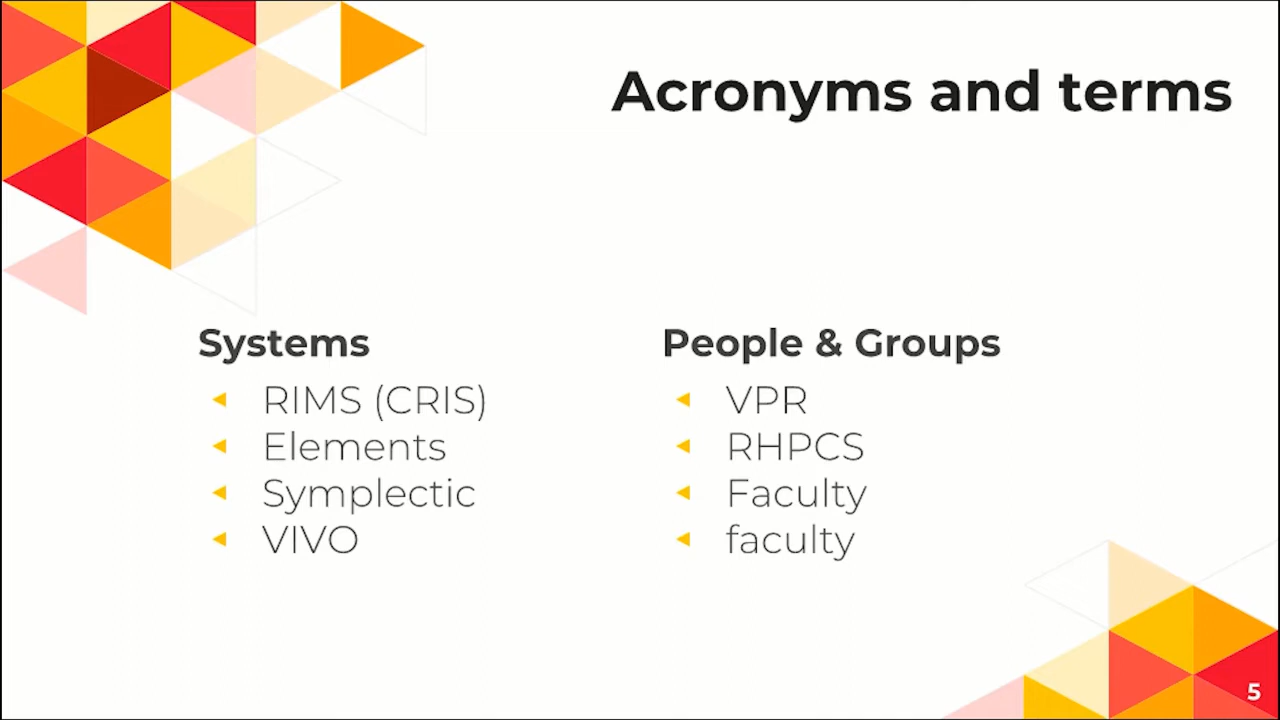 Acronyms and terms
Systems
RIMS (CRIS)
Elements
Symplectic
VIVO
People & Groups
VPR
RHPCS
Faculty
faculty
5